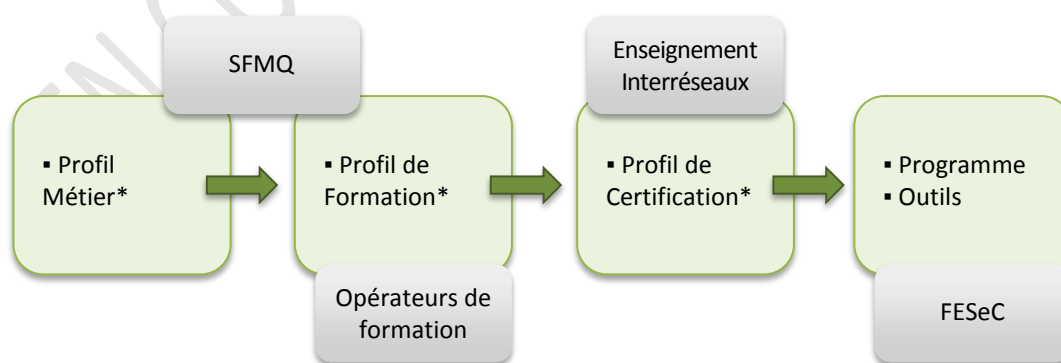 SFMQ
Enseignement
Interréseaux
▪ Profil
Métier*
▪ Profil de
Formation*
▪ Profil de
Certification*
▪ Programme
▪ Outils
Opérateurs de
formation
FESeC